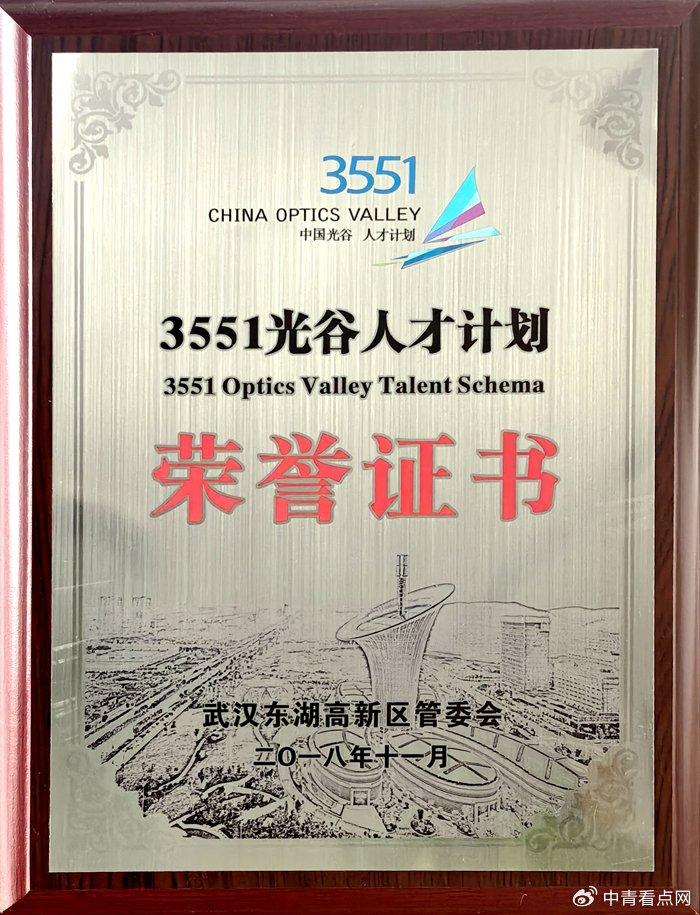 3551
CHINA OPTICS VALLEY
中国光谷 人才计划
3551光谷人才计划
3551 Optics Valley Talent Schema
荣誉证书
武汉东湖高新区管委会
二〇一八年十一月
中青看点网